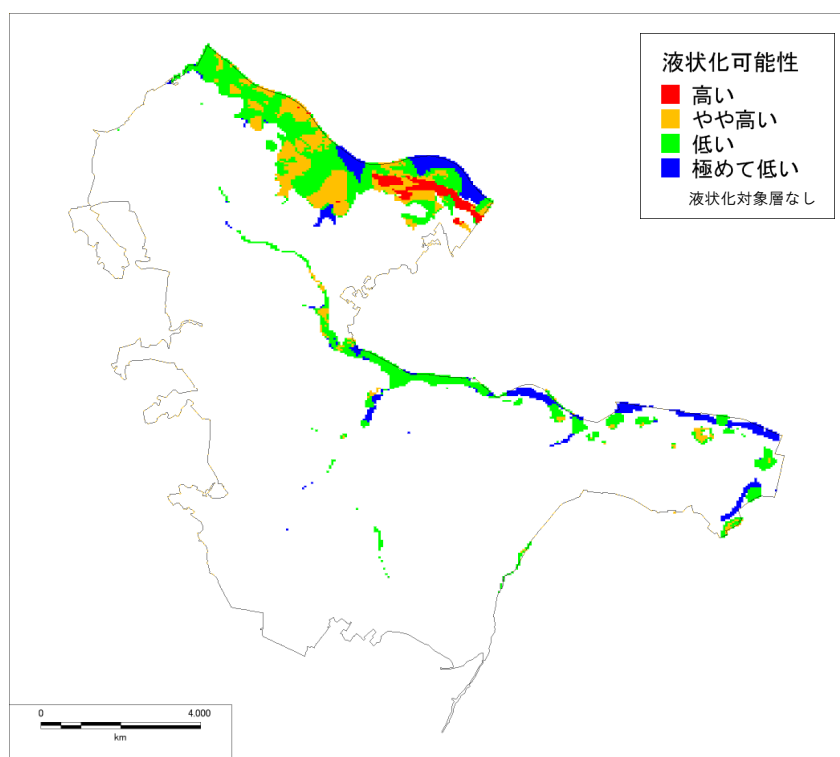 液状化可能性
高い
やや高い
低い
極めて低い
液状化対象層なし
0 4.000
km